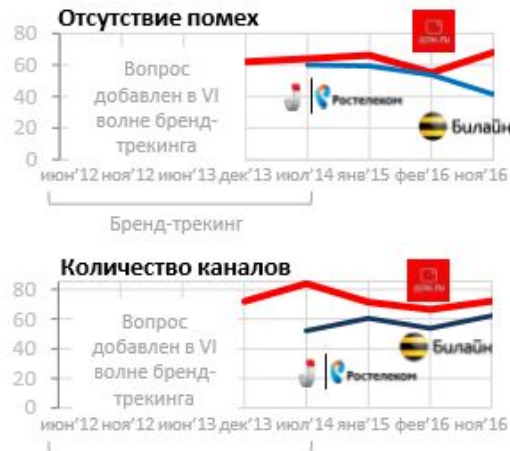 Отсутствие помех
80
60
40
20
0
Вопрос
добавлен в VI
волне бренд-
трекинга
Ростелеком
Билайн
июн'12 ноя'12 июн'13 дек'13 июл'14 янв'15 фев'16 ноя'16
Бренд-трекинг
Количество каналов
80
60
40
20
0
Вопрос
добавлен в VI
волне бренд-
трекинга
Билайн
Ростелеком
июн'12 ноя'12 июн'13 дек'13 июл'14 янв'15 фев'16 ноя'16